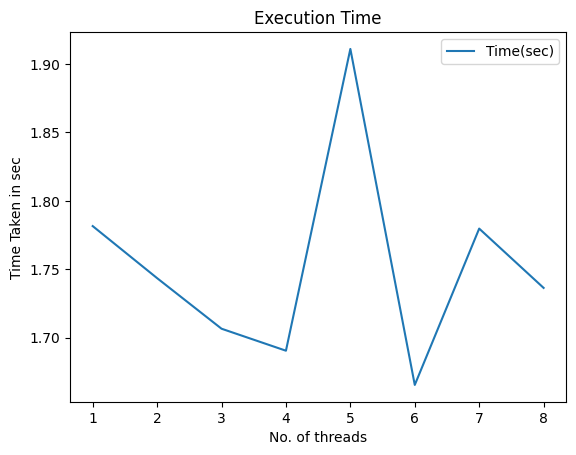 Execution Time
Time(sec)
1.90
1.85
1.80
1.75
1.70
Time Taken in sec
1 2 3 4 5 6 7 8
No. of threads